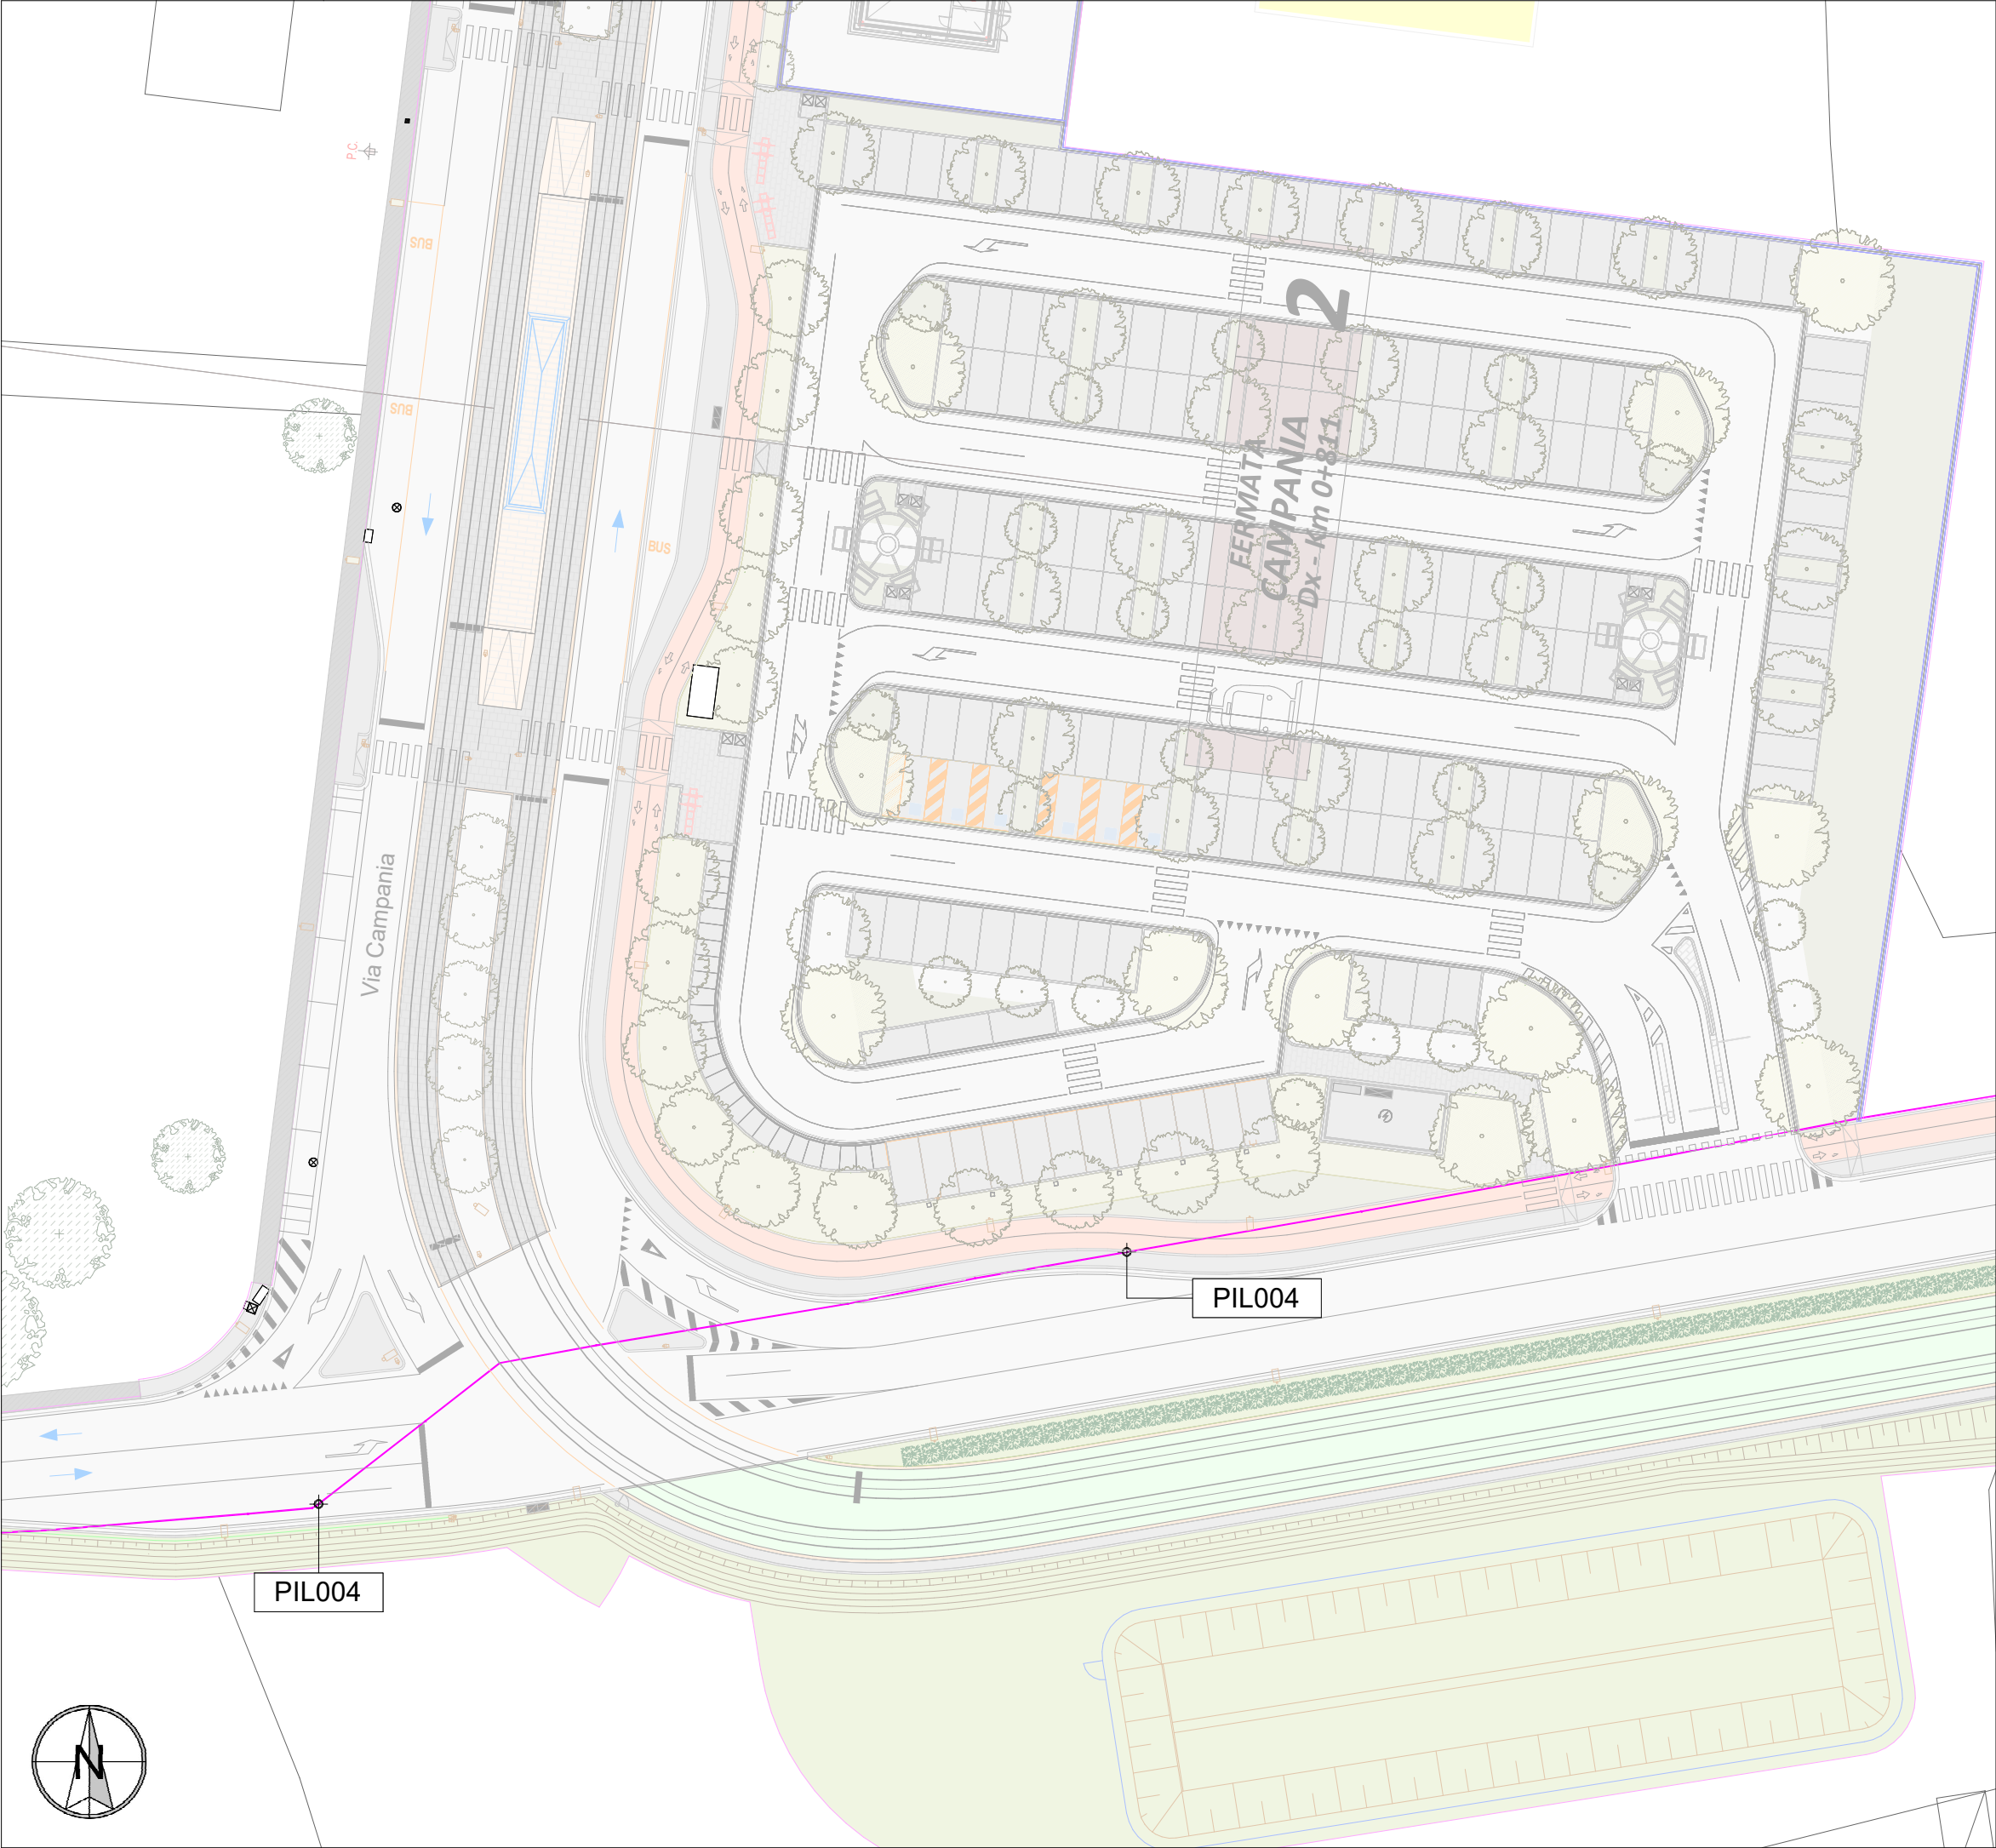 P.C.
BUS
BUS
BUS
2
FERMATA
CAMPANIA
Dx - Km 0+811
Via Campania
PIL004
PIL004
N